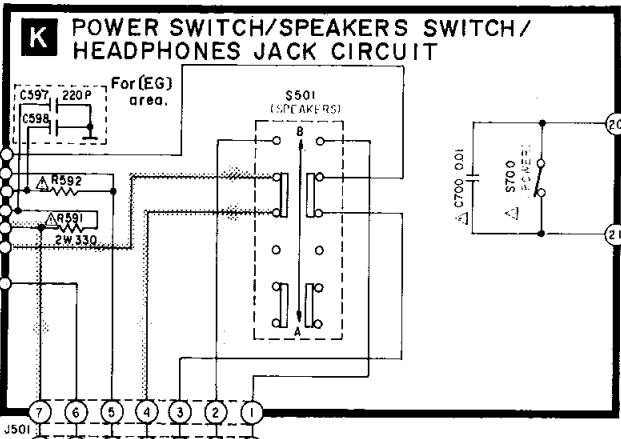 K POWER SWITCH/SPEAKERS SWITCH/
HEADPHONES JACK CIRCUIT
For(EG)
area.
C597 220P
C598
R592
R591
2W 330
S501
(SPEAKERS)
B
A
C700 0.01
S700
(POWER)
20
21
7 6 5 4 3 2 1
J501